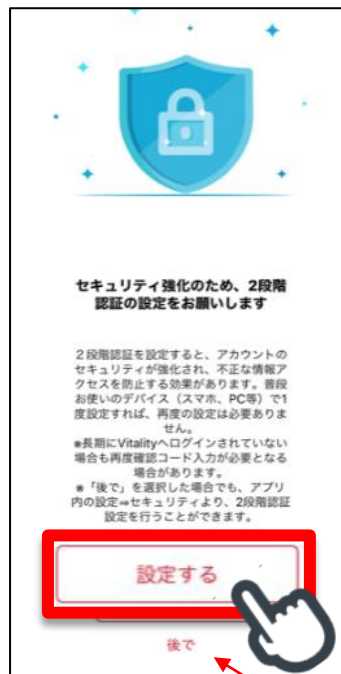 セキュリティ強化のため、2段階
認証の設定をお願いします
２段階認証を設定すると、アカウントの
セキュリティが強化され、不正な情報ア
クセスを防止する効果があります。普段
お使いのデバイス（スマホ、PC等）で1
度設定すれば、再度の設定は必要ありま
せん。
※長期にVitalityへログインされていない
場合も再度確認コード入力が必要となる
場合があります。
※「後で」を選択した場合でも、アプリ
内の設定⇒セキュリティより、2段階認証
設定を行うことができます。
設定する
後で